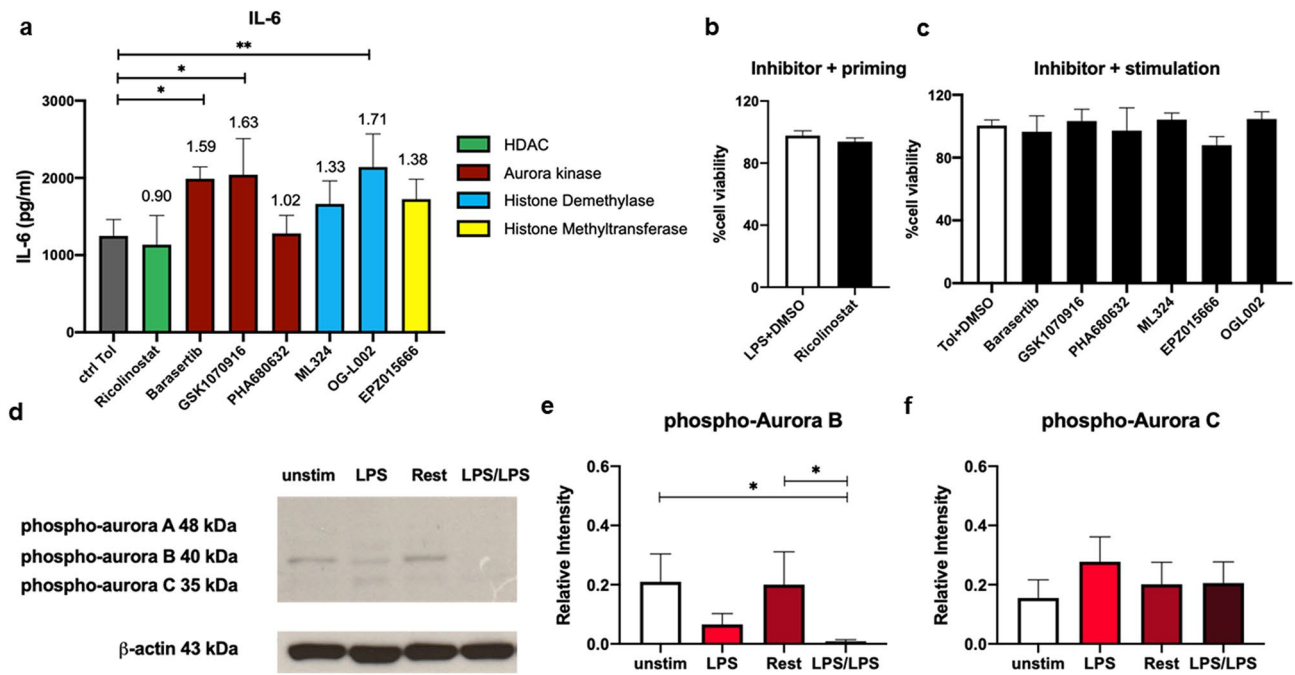 a
IL-6
**
*
*
3000
2000
1000
0
IL-6 (pg/ml)
0.90
1.59
1.63
1.02
1.33
1.71
1.38
ctrl Tol
Ricolinostat
Barasertib
GSK1070916
PHA680632
ML324
OG-L002
EPZ015666
HDAC
Aurora kinase
Histone Demethylase
Histone Methyltransferase
b
Inhibitor + priming
120
80
40
0
%cell viability
LPS+DMSO
Ricolinostat
c
Inhibitor + stimulation
120
80
40
0
%cell viability
Tol+DMSO
Barasertib
GSK1070916
PHA680632
ML324
EPZ015666
OGL002
d
unstim LPS Rest LPS/LPS
phospho-aurora A 48 kDa
phospho-aurora B 40 kDa
phospho-aurora C 35 kDa
β-actin 43 kDa
e
phospho-Aurora B
0.6
0.4
0.2
0.0
Relative Intensity
*
*
unstim LPS Rest LPS/LPS
f
phospho-Aurora C
0.6
0.4
0.2
0.0
Relative Intensity
unstim LPS Rest LPS/LPS